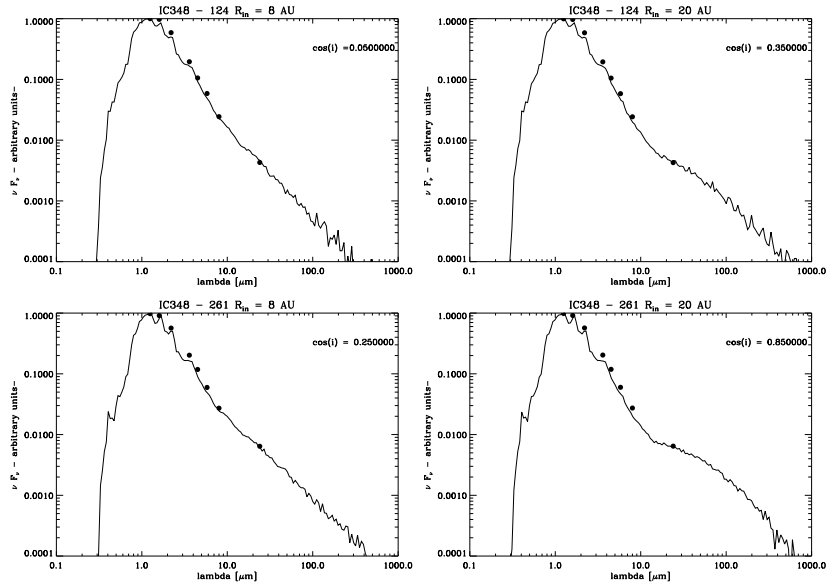 IC348 - 124 R_in = 8 AU
cos(i) =0.0500000
1.0000
0.1000
0.0100
0.0010
0.0001
ν F_ν - arbitrary units-
0.1 1.0 10.0 100.0 1000.0
lambda [μm]
IC348 - 124 R_in = 20 AU
cos(i) = 0.350000
1.0000
0.1000
0.0100
0.0010
0.0001
ν F_ν - arbitrary units-
0.1 1.0 10.0 100.0 1000.0
lambda [μm]
IC348 - 261 R_in = 8 AU
cos(i) = 0.250000
1.0000
0.1000
0.0100
0.0010
0.0001
ν F_ν - arbitrary units-
0.1 1.0 10.0 100.0 1000.0
lambda [μm]
IC348 - 261 R_in = 20 AU
cos(i) = 0.850000
1.0000
0.1000
0.0100
0.0010
0.0001
ν F_ν - arbitrary units-
0.1 1.0 10.0 100.0 1000.0
lambda [μm]